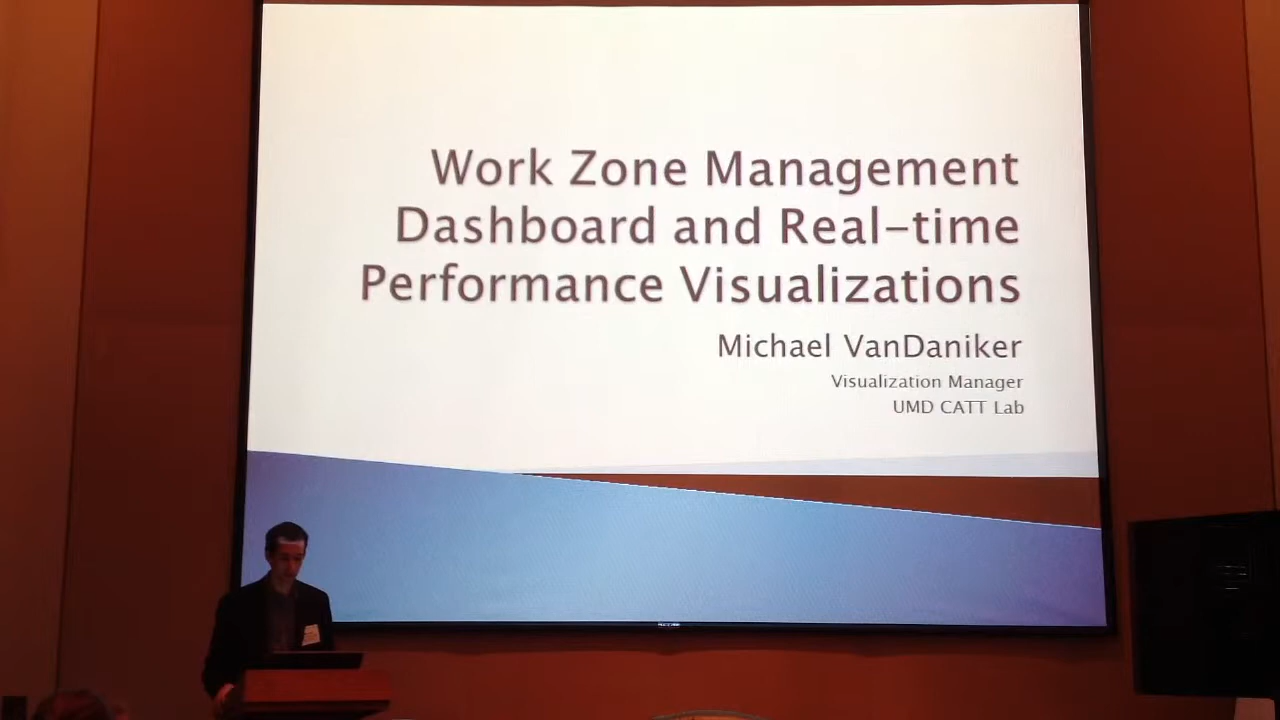 Work Zone Management
Dashboard and Real-time
Performance Visualizations
Michael VanDaniker
Visualization Manager
UMD CATT Lab